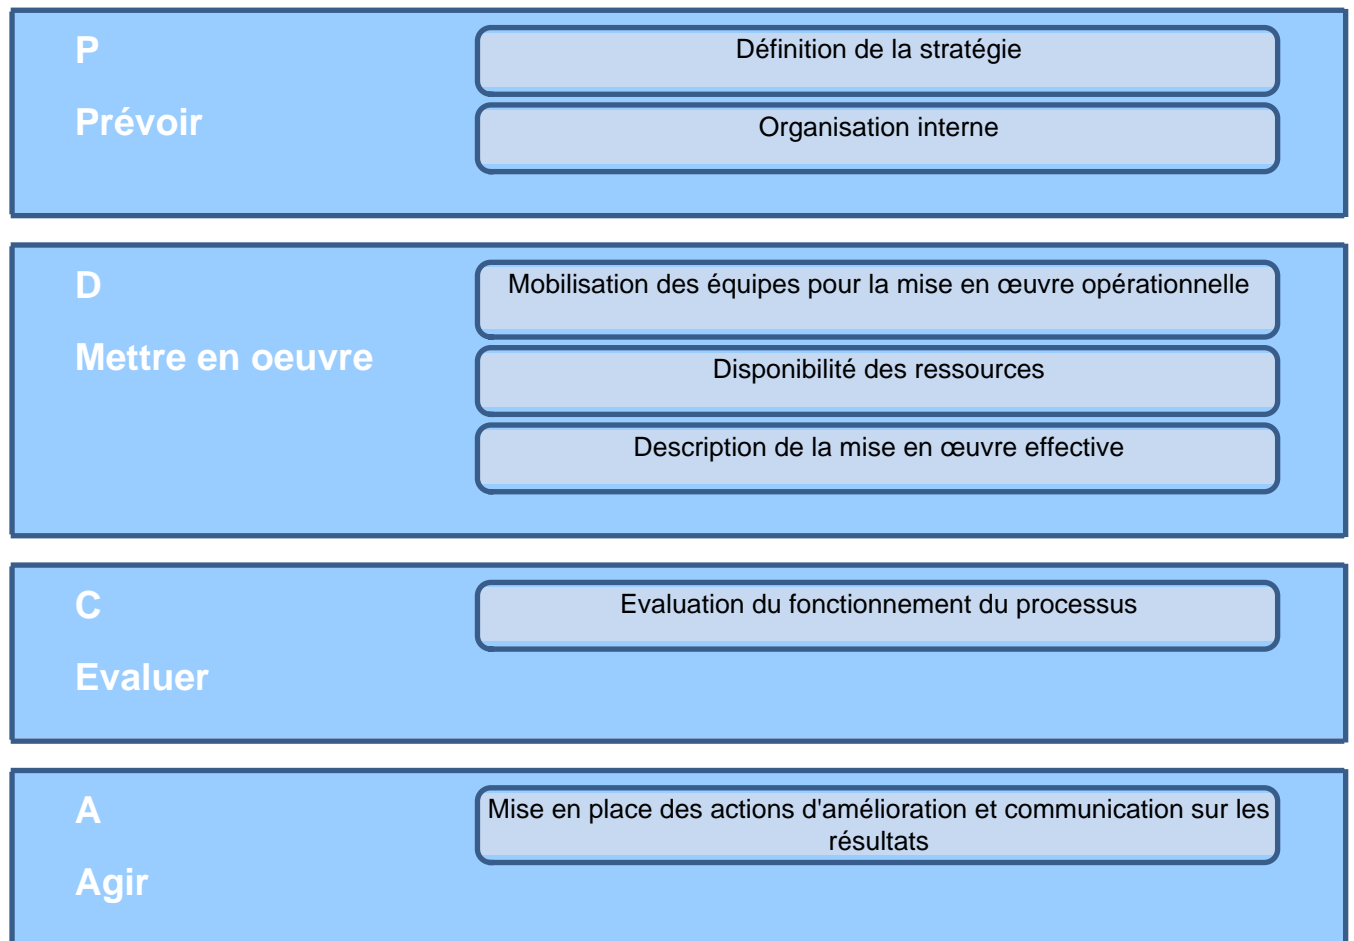 P
Prévoir
Définition de la stratégie
Organisation interne
D
Mettre en oeuvre
Mobilisation des équipes pour la mise en œuvre opérationnelle
Disponibilité des ressources
Description de la mise en œuvre effective
C
Evaluer
Evaluation du fonctionnement du processus
A
Agir
Mise en place des actions d'amélioration et communication sur les
résultats